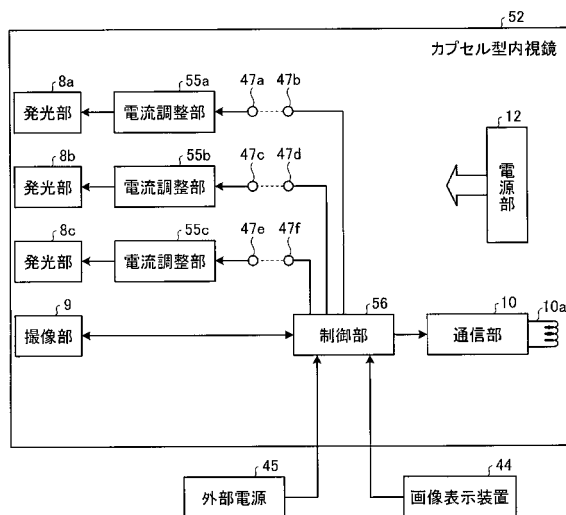 52
カプセル型内視鏡
8a
55a
47a
47b
発光部
電流調整部
12
電源部
8b
55b
47c
47d
発光部
電流調整部
8c
55c
47e
47f
発光部
電流調整部
9
56
10
10a
撮像部
制御部
通信部
45
44
外部電源
画像表示装置